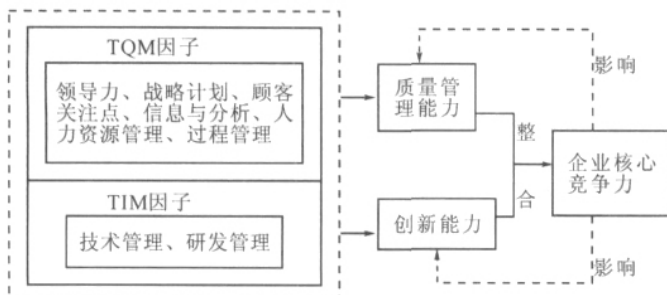 TQM因子
领导力、战略计划、顾客
关注点、信息与分析、人
力资源管理、过程管理
TIM因子
技术管理、研发管理
质量管
理能力
创新能力
整
合
影响
企业核心
竞争力
影响